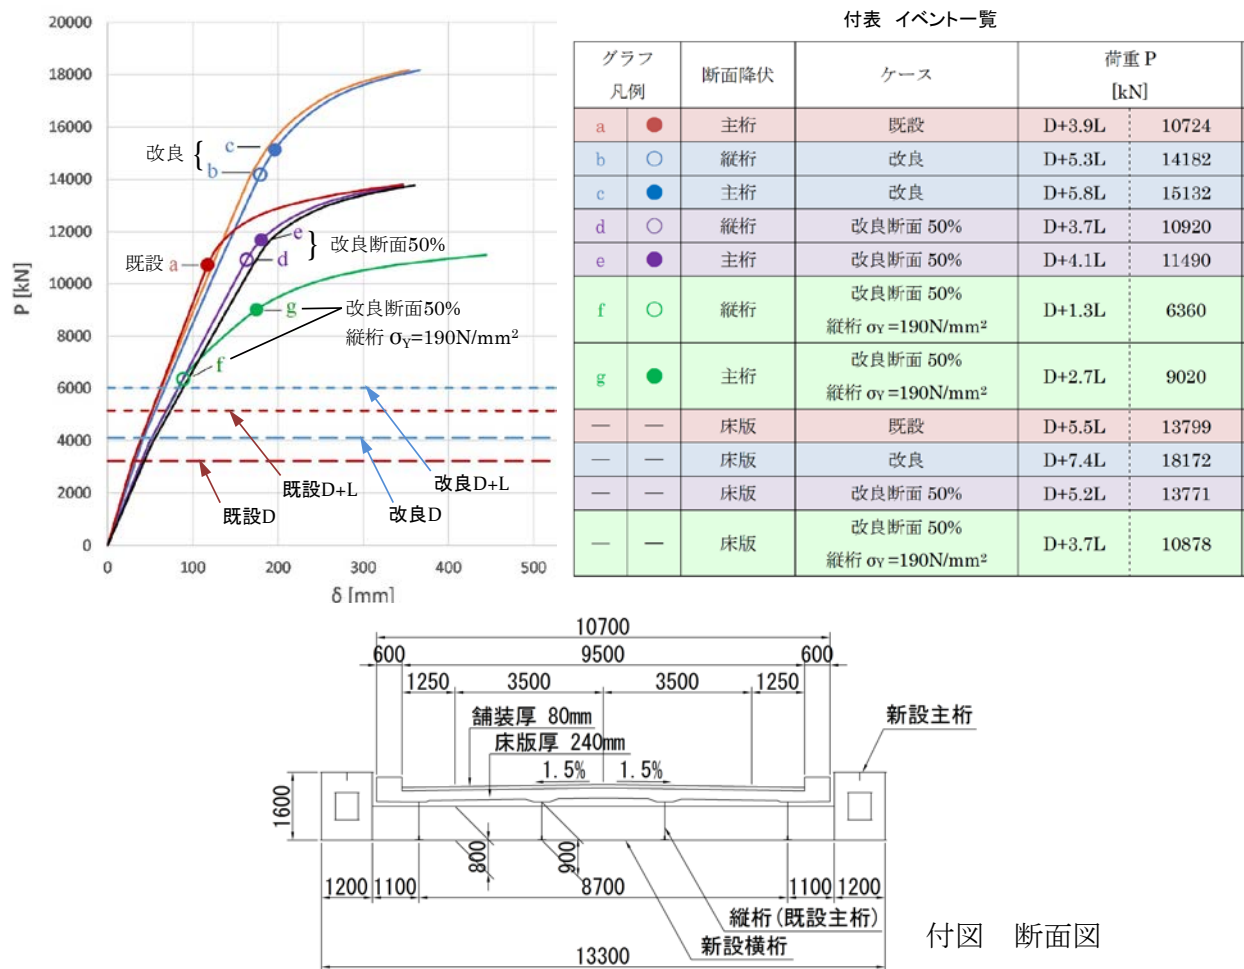 20000
18000
16000
14000
12000
10000
8000
6000
4000
2000
0
P [kN]
0 100 200 300 400 500
δ [mm]
改良 {
c
b
既設 a
e
d
} 改良断面50%
g
f
改良断面50%
縦桁 σY=190N/mm²
既設D
既設D+L
改良D
改良D+L
付表 イベント一覧
グラフ凡例 断面降伏 ケース 荷重 P [kN]
a ● 主桁 既設 D+3.9L 10724
b ○ 縦桁 改良 D+5.3L 14182
c ● 主桁 改良 D+5.8L 15132
d ○ 縦桁 改良断面 50% D+3.7L 10920
e ● 主桁 改良断面 50% D+4.1L 11490
f ○ 縦桁 改良断面 50% 縦桁 σY=190N/mm² D+1.3L 6360
g ● 主桁 改良断面 50% 縦桁 σY=190N/mm² D+2.7L 9020
— — 床版 既設 D+5.5L 13799
— — 床版 改良 D+7.4L 18172
— — 床版 改良断面 50% D+5.2L 13771
— — 床版 改良断面 50% 縦桁 σY=190N/mm² D+3.7L 10878
10700
600 9500 600
1250 3500 3500 1250
舗装厚 80mm
床版厚 240mm
1.5% 1.5%
新設主桁
1600
800
900
1200 1100 8700 1100 1200
縦桁(既設主桁)
新設横桁
13300
付図 断面図